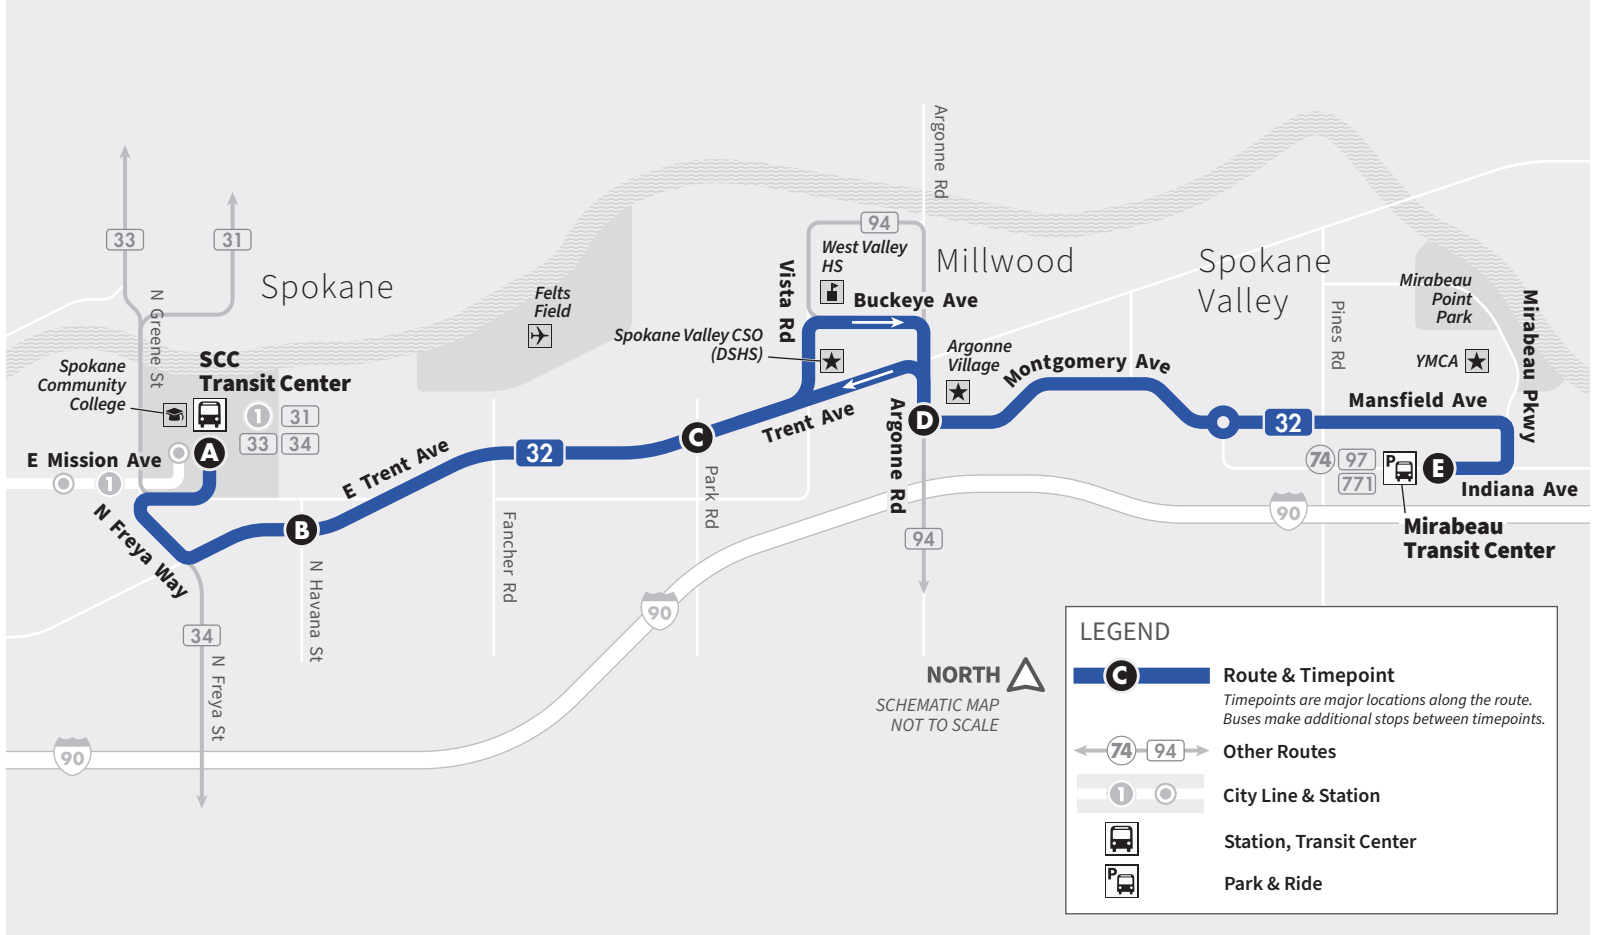 Argonne Rd
94
33
31
West Valley
HS
Millwood
Spokane
Valley
Spokane
Vista Rd
Mirabeau
Point
Park
Felts
Field
N Greene St
Buckeye Ave
Mirabeau Pkwy
Pines Rd
Spokane Valley CSO
(DSHS)
Argonne
Village
SCC
Transit Center
Spokane
Community
College
YMCA
Montgomery Ave
Mansfield Ave
1
31
33
34
A
E Mission Ave
1
E Trent Ave
32
C
Trent Ave
Argonne Rd
D
32
74
97
771
P
E
Indiana Ave
N Freya Way
B
Park Rd
Fancher Rd
90
94
Mirabeau
Transit Center
N Havana St
90
34
N Freya St
90
NORTH
SCHEMATIC MAP
NOT TO SCALE
LEGEND
C
Route & Timepoint
Timepoints are major locations along the route.
Buses make additional stops between timepoints.
74
94
Other Routes
1
City Line & Station
Station, Transit Center
P
Park & Ride